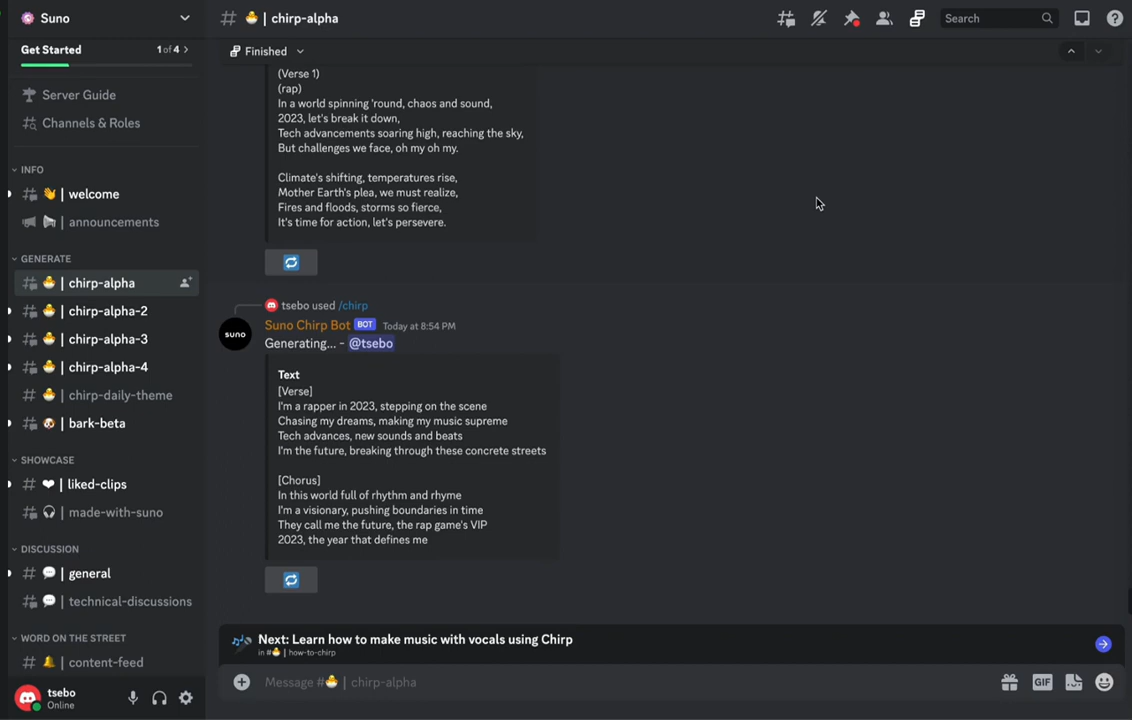 Suno
Get Started
1 of 4 >
Server Guide
Channels & Roles
INFO
| welcome
| announcements
GENERATE
| chirp-alpha
| chirp-alpha-2
| chirp-alpha-3
| chirp-alpha-4
| chirp-daily-theme
| bark-beta
SHOWCASE
| liked-clips
| made-with-suno
DISCUSSION
| general
| technical-discussions
WORD ON THE STREET
| content-feed
tsebo
Online
# | chirp-alpha
Search
Finished
(Verse 1)
(rap)
In a world spinning 'round, chaos and sound,
2023, let's break it down,
Tech advancements soaring high, reaching the sky,
But challenges we face, oh my oh my.
Climate's shifting, temperatures rise,
Mother Earth's plea, we must realize,
Fires and floods, storms so fierce,
It's time for action, let's persevere.
tsebo used /chirp
suno
Suno Chirp Bot BOT Today at 8:54 PM
Generating... - @tsebo
Text
[Verse]
I'm a rapper in 2023, stepping on the scene
Chasing my dreams, making my music supreme
Tech advances, new sounds and beats
I'm the future, breaking through these concrete streets
[Chorus]
In this world full of rhythm and rhyme
I'm a visionary, pushing boundaries in time
They call me the future, the rap game's VIP
2023, the year that defines me
Next: Learn how to make music with vocals using Chirp
in # | how-to-chirp
Message # | chirp-alpha
GIF